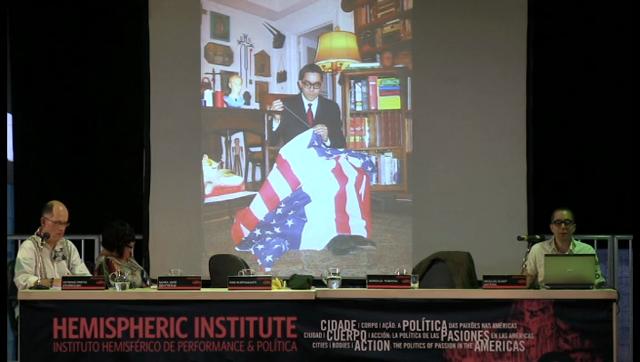 HEMISPHERIC INSTITUTE
INSTITUTO HEMISFÉRICO DE PERFORMANCE & POLÍTICA
CIDADE | CORPO | AÇÃO: A POLÍTICA DAS PAIXÕES NAS AMÉRICAS
CIUDAD | CUERPO | ACCIÓN: LA POLÍTICA DE LAS PASIONES EN LAS AMÉRICAS
CITIES | BODIES | ACTION: THE POLITICS OF PASSION IN THE AMERICAS